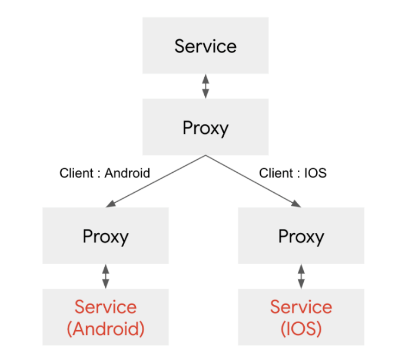 Service
Proxy
Client : Android
Client : IOS
Proxy
Proxy
Service
(Android)
Service
(IOS)